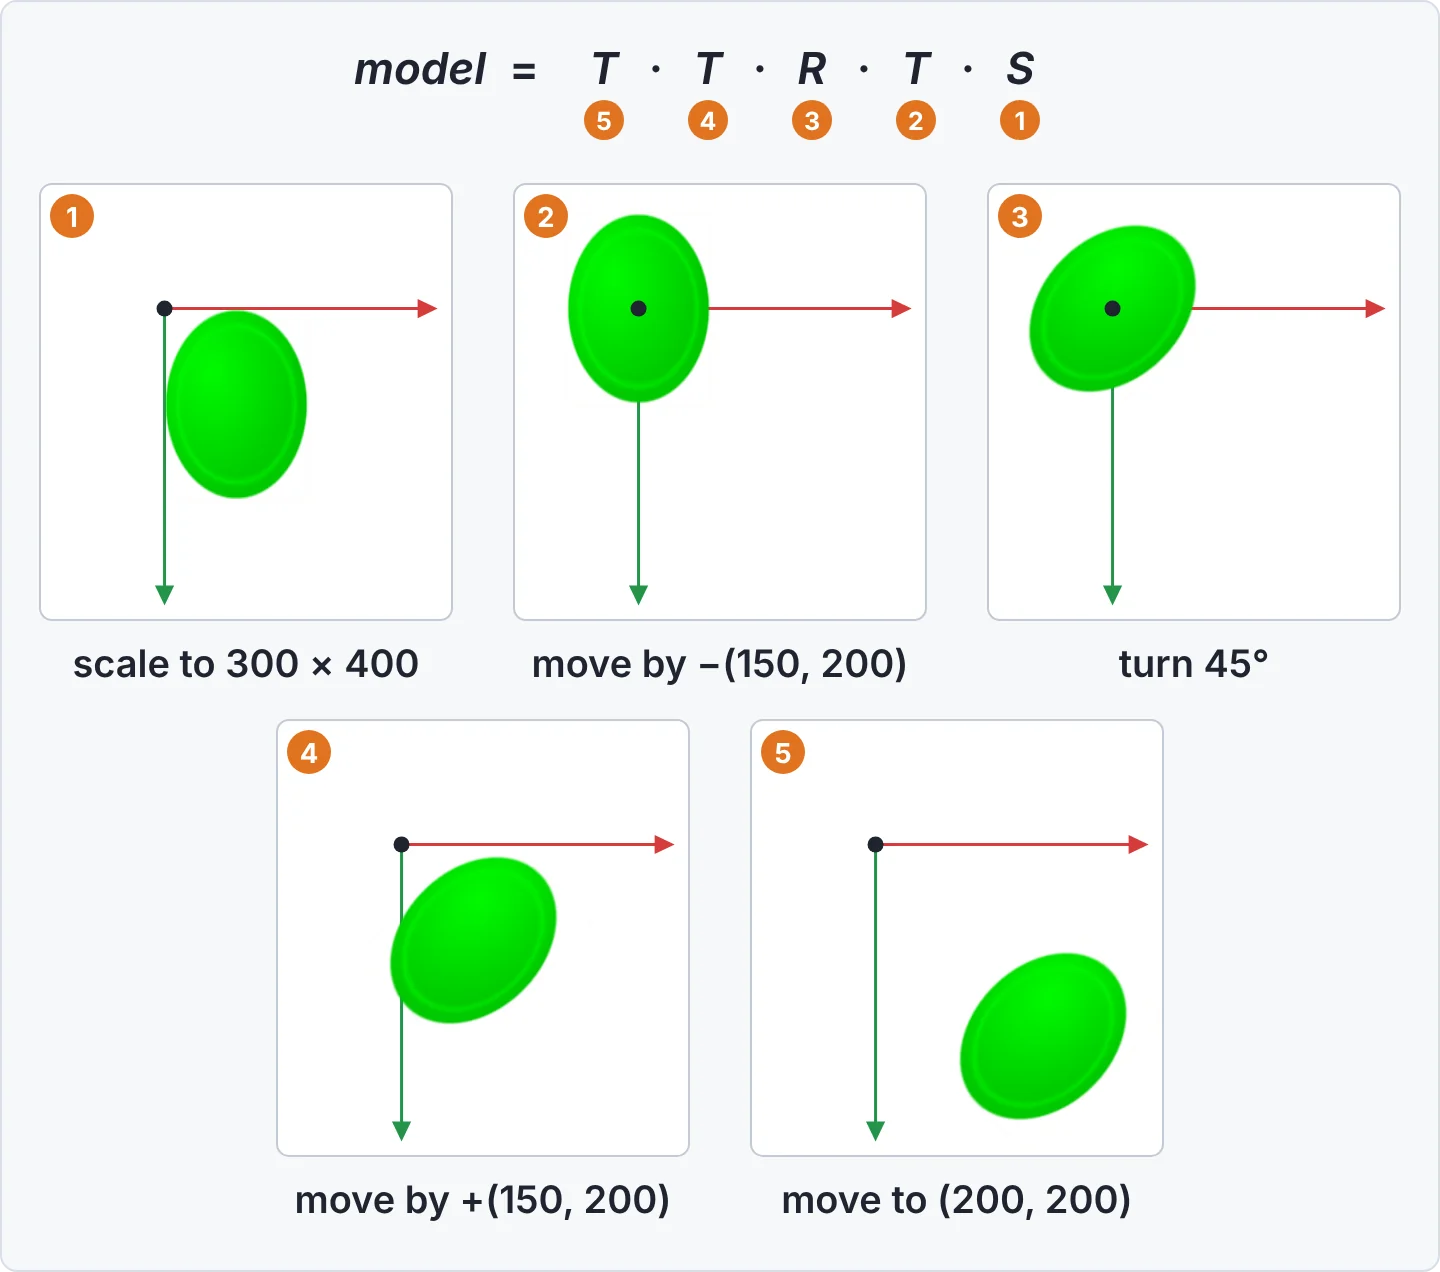 model = T · T · R · T · S
5 4 3 2 1
1
2
3
scale to 300 × 400
move by −(150, 200)
turn 45°
4
5
move by +(150, 200)
move to (200, 200)